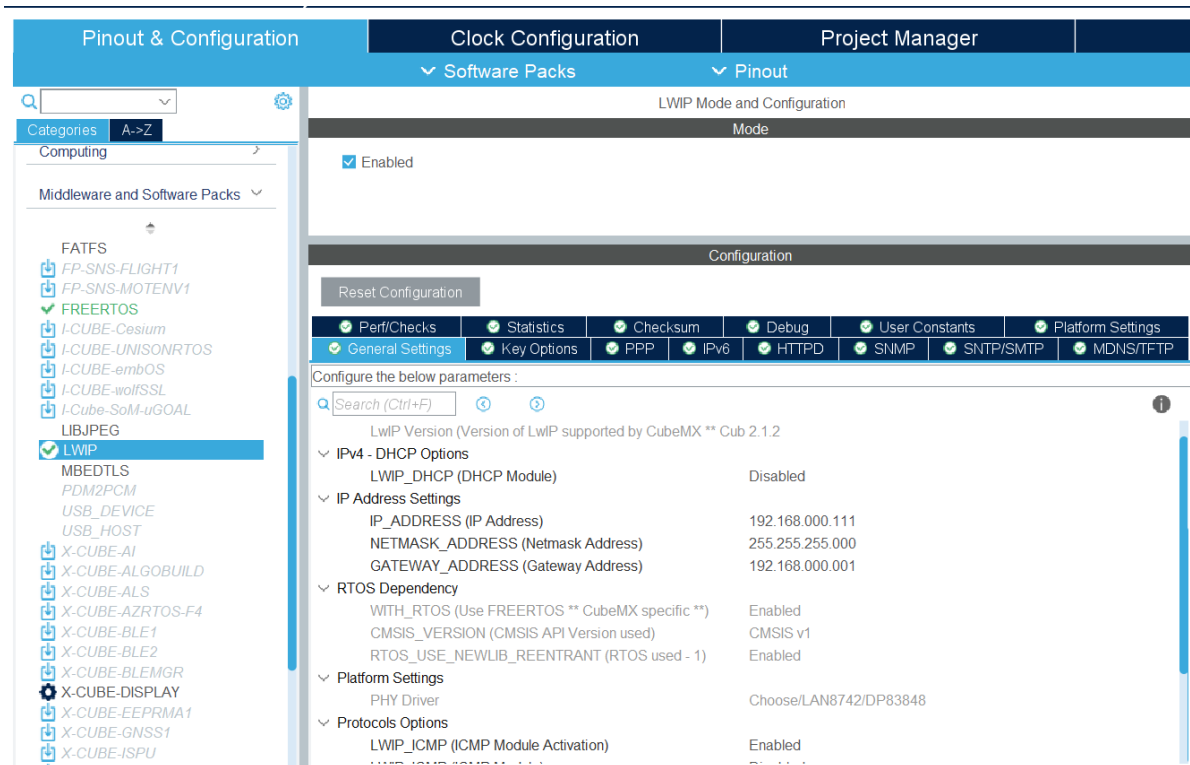 Pinout & Configuration
Clock Configuration
Project Manager
Software Packs
Pinout
LWIP Mode and Configuration
Categories
A->Z
Mode
Computing
Enabled
Middleware and Software Packs
Configuration
FATFS
FP-SNS-FLIGHT1
FP-SNS-MOTENV1
FREERTOS
I-CUBE-Cesium
I-CUBE-UNISONRTOS
I-CUBE-embOS
I-CUBE-wolfSSL
I-Cube-SoM-uGOAL
LIBJPEG
LWIP
MBEDTLS
PDM2PCM
USB_DEVICE
USB_HOST
X-CUBE-AI
X-CUBE-ALGOBUILD
X-CUBE-ALS
X-CUBE-AZRTOS-F4
X-CUBE-BLE1
X-CUBE-BLE2
X-CUBE-BLEMGR
X-CUBE-DISPLAY
X-CUBE-EEPRMA1
X-CUBE-GNSS1
X-CUBE-ISPU
Reset Configuration
Perf/Checks
Statistics
Checksum
Debug
User Constants
Platform Settings
General Settings
Key Options
PPP
IPv6
HTTPD
SNMP
SNTP/SMTP
MDNS/TFTP
Configure the below parameters :
Search (Ctrl+F)
LwIP Version (Version of LwIP supported by CubeMX ** Cub 2.1.2
IPv4 - DHCP Options
LWIP_DHCP (DHCP Module) Disabled
IP Address Settings
IP_ADDRESS (IP Address) 192.168.000.111
NETMASK_ADDRESS (Netmask Address) 255.255.255.000
GATEWAY_ADDRESS (Gateway Address) 192.168.000.001
RTOS Dependency
WITH_RTOS (Use FREERTOS ** CubeMX specific **) Enabled
CMSIS_VERSION (CMSIS API Version used) CMSIS v1
RTOS_USE_NEWLIB_REENTRANT (RTOS used - 1) Enabled
Platform Settings
PHY Driver Choose/LAN8742/DP83848
Protocols Options
LWIP_ICMP (ICMP Module Activation) Enabled